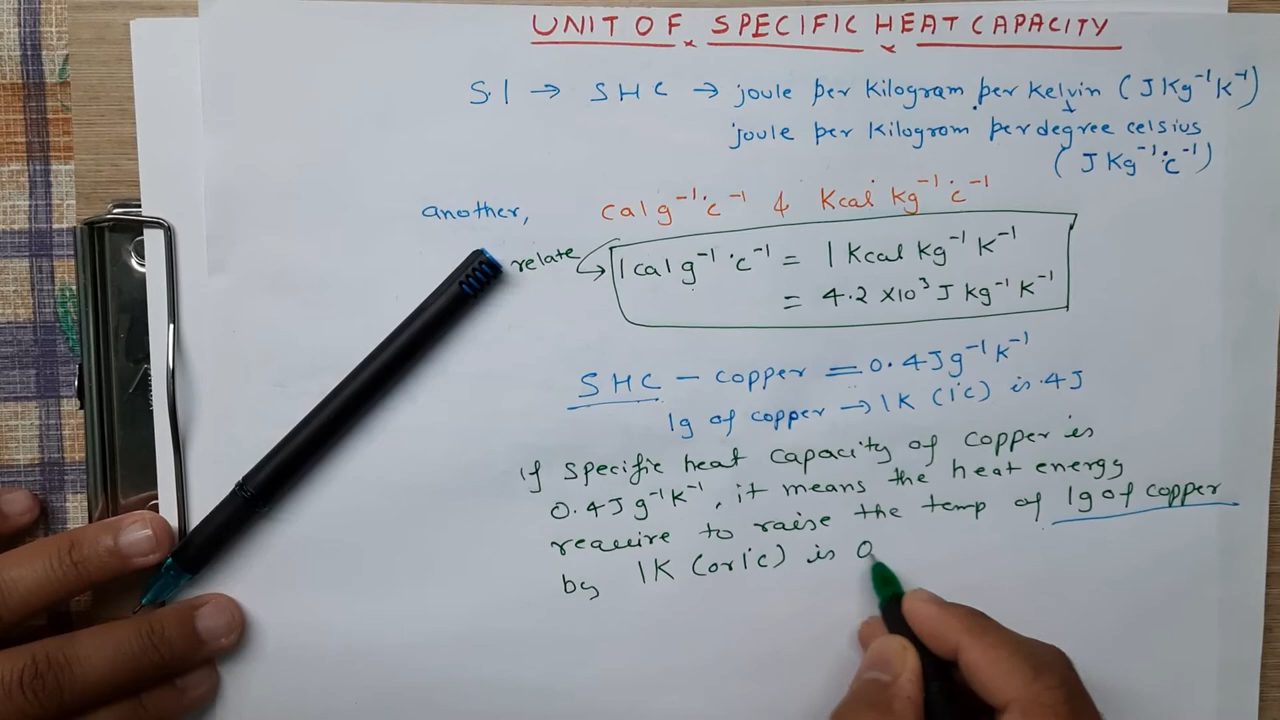 UNIT OF SPECIFIC HEAT CAPACITY
S.I → SHC → joule per kilogram per kelvin (J Kg⁻¹ K⁻¹)
joule per kilogram per degree celsius
(J Kg⁻¹ °c⁻¹)
another, cal g⁻¹ °c⁻¹ & Kcal kg⁻¹ °c⁻¹
relate 1 cal g⁻¹ °c⁻¹ = 1 Kcal kg⁻¹ K⁻¹
= 4.2 × 10³ J kg⁻¹ K⁻¹
SHC - copper = 0.4 J g⁻¹ k⁻¹
1g of copper → 1K (1°c) is .4J
If specific heat capacity of copper is
0.4 J g⁻¹ k⁻¹, it means the heat energy
require to raise the temp of 1g of copper
by 1K (or 1°c) is 0